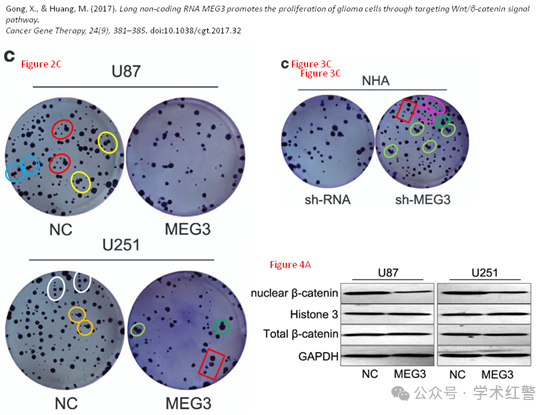 Gong, X., & Huang, M. (2017). Long non-coding RNA MEG3 promotes the proliferation of glioma cells through targeting Wnt/β-catenin signal
pathway.
Cancer Gene Therapy, 24(9), 381–385. doi:10.1038/cgt.2017.32
C Figure 2C
U87
NC MEG3
U251
NC MEG3
C Figure 3C
Figure 3C
NHA
sh-RNA sh-MEG3
Figure 4A
U87 U251
nuclear β-catenin
Histone 3
Total β-catenin
GAPDH
NC MEG3 NC MEG3
公众号 · 学术红警